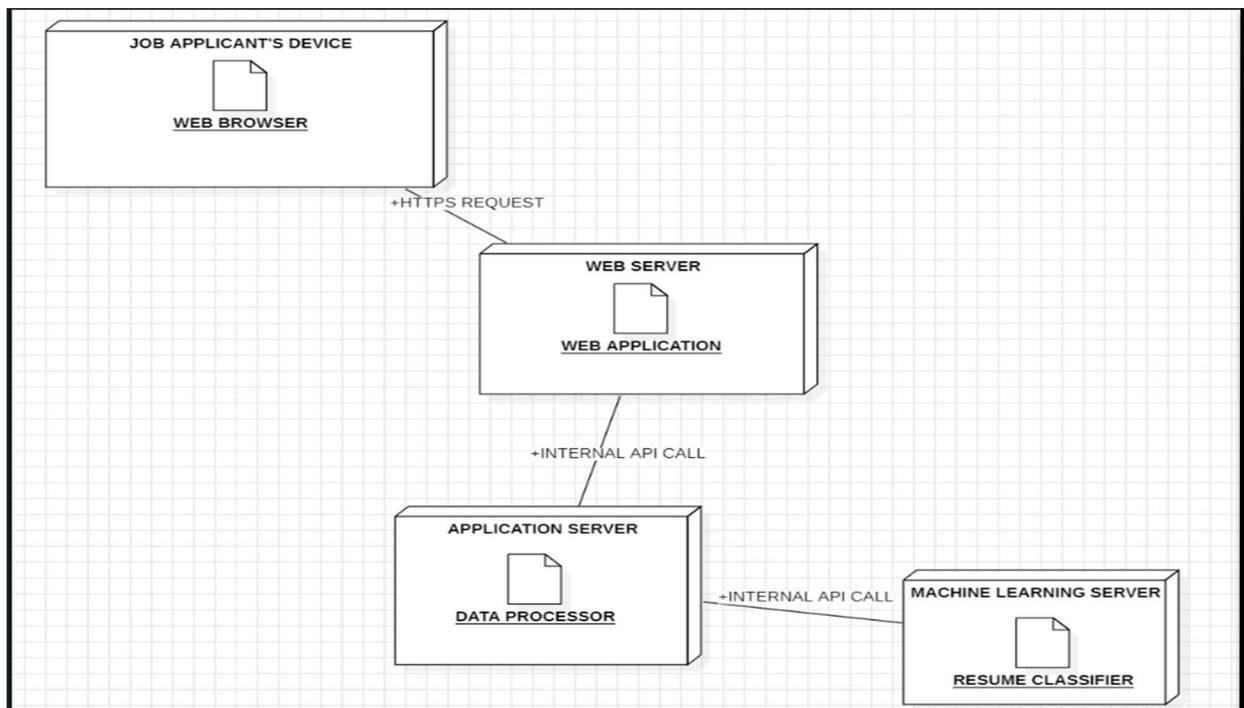 JOB APPLICANT'S DEVICE
WEB BROWSER
+HTTPS REQUEST
WEB SERVER
WEB APPLICATION
+INTERNAL API CALL
APPLICATION SERVER
DATA PROCESSOR
+INTERNAL API CALL
MACHINE LEARNING SERVER
RESUME CLASSIFIER